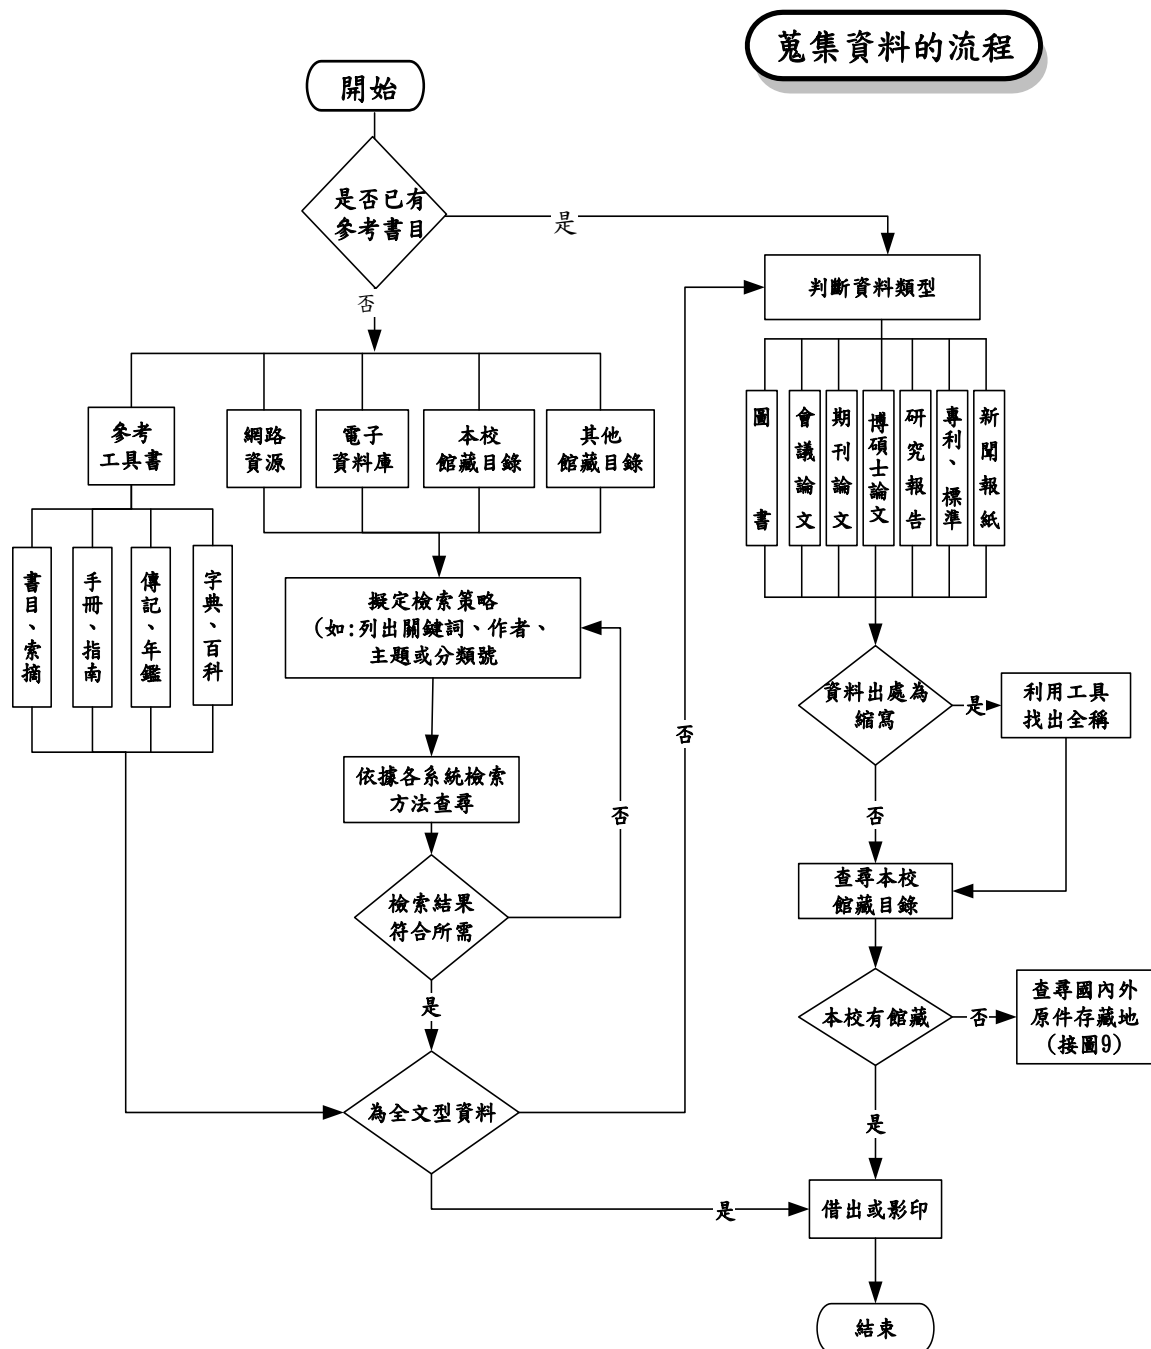 蒐集資料的流程
開始
是否已有
參考書目
是
否
判斷資料類型
圖書
會議論文
期刊論文
博碩士論文
研究報告
專利、標準
新聞報紙
參考
工具書
網路
資源
電子
資料庫
本校
館藏目錄
其他
館藏目錄
書目、索摘
手冊、指南
傳記、年鑑
字典、百科
擬定檢索策略
(如:列出關鍵詞、作者、
主題或分類號
依據各系統檢索
方法查尋
否
檢索結果
符合所需
是
為全文型資料
否
是
資料出處為
縮寫
是
利用工具
找出全稱
否
查尋本校
館藏目錄
本校有館藏
否
查尋國內外
原件存藏地
(接圖9)
是
借出或影印
結束